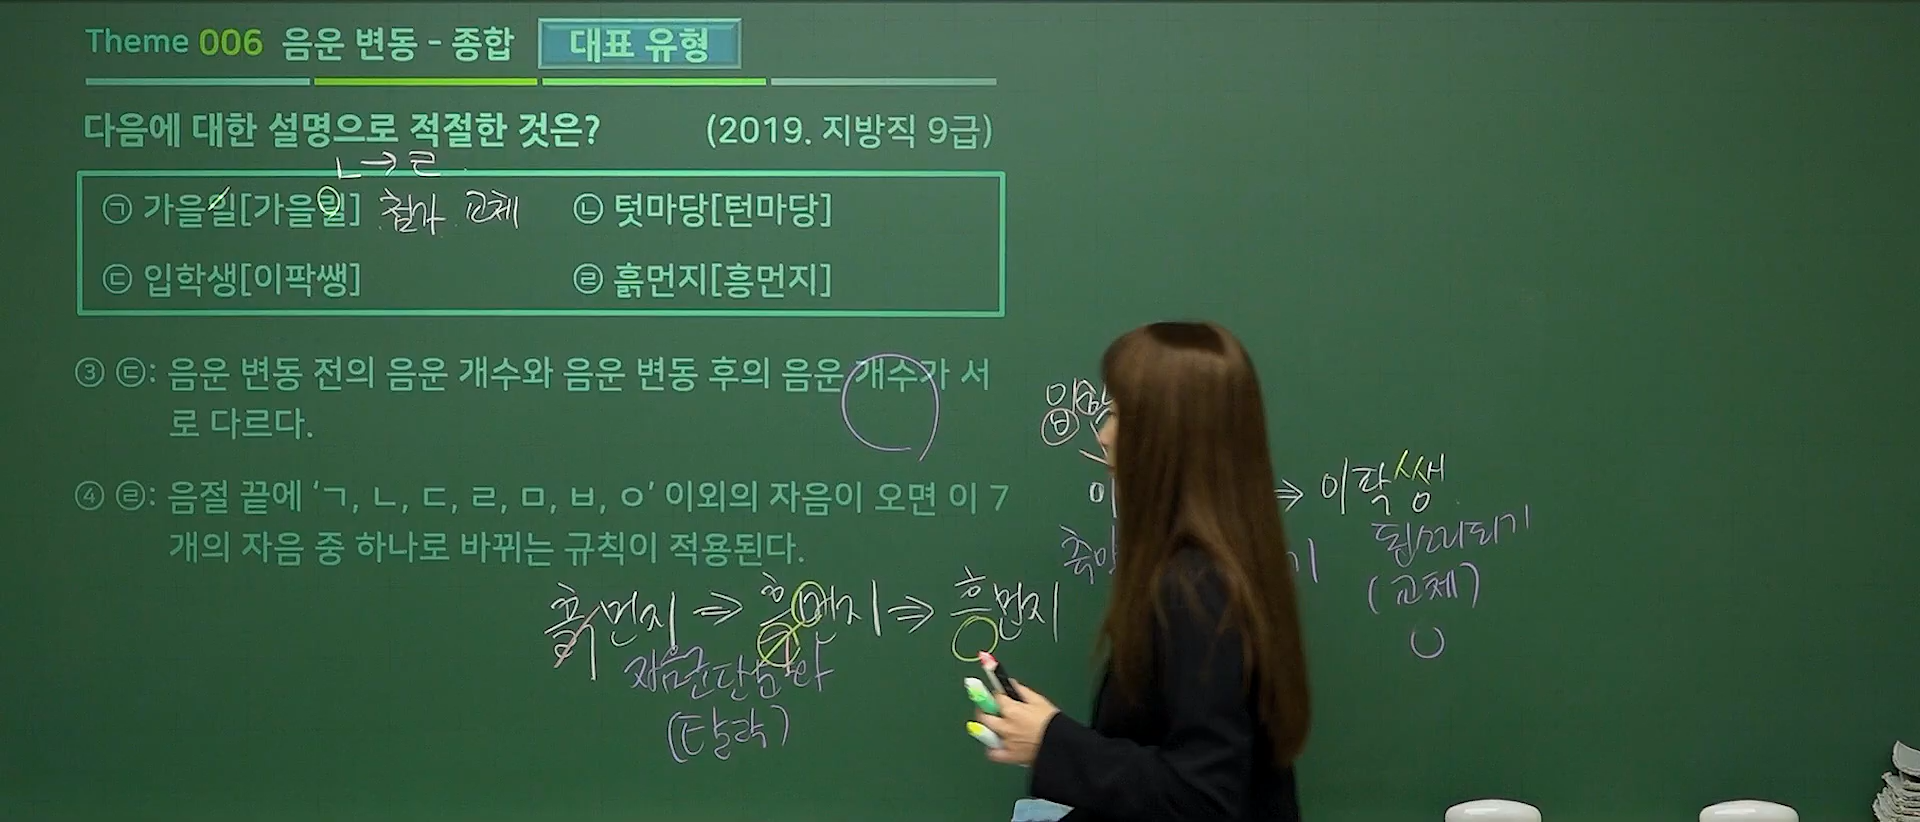 Theme 006 음운 변동 - 종합 대표 유형
다음에 대한 설명으로 적절한 것은? (2019. 지방직 9급)
ㄴ→ㄹ
㉠ 가을일[가을릴] 첨가 교체 ㉡ 텃마당[턴마당]
㉢ 입학생[이팍쌩] ㉣ 흙먼지[흥먼지]
③ ㉢: 음운 변동 전의 음운 개수와 음운 변동 후의 음운 개수가 서
로 다르다.
④ ㉣: 음절 끝에 ‘ㄱ, ㄴ, ㄷ, ㄹ, ㅁ, ㅂ, ㅇ’ 이외의 자음이 오면 이 7
개의 자음 중 하나로 바뀌는 규칙이 적용된다.
입학
이 ⇒ 이팍쌩
축약 기 된소리되기
(교체)
흙먼지 ⇒ 흑먼지 ⇒ 흥먼지
자음군단순화
(탈락)